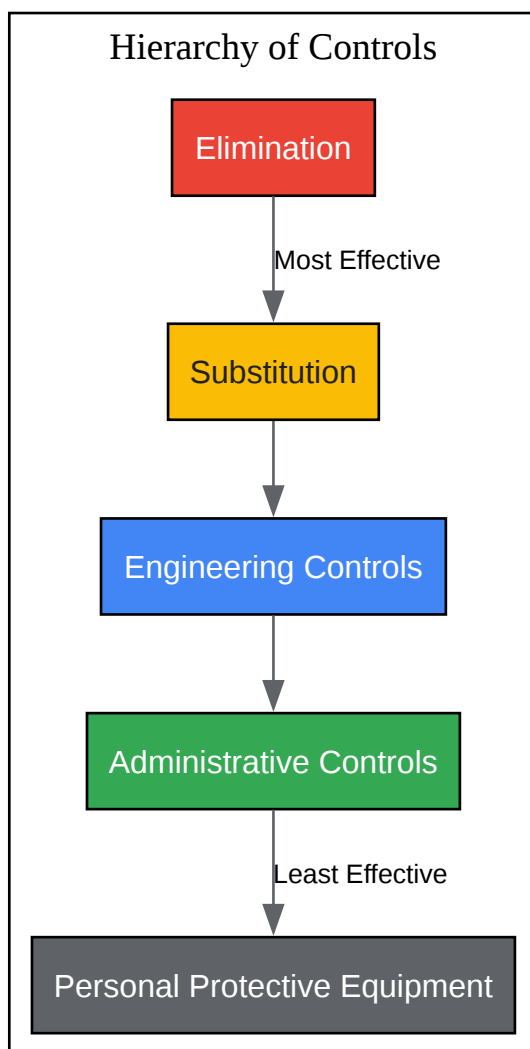 Hierarchy of Controls
Elimination
Most Effective
Substitution
Engineering Controls
Administrative Controls
Least Effective
Personal Protective Equipment